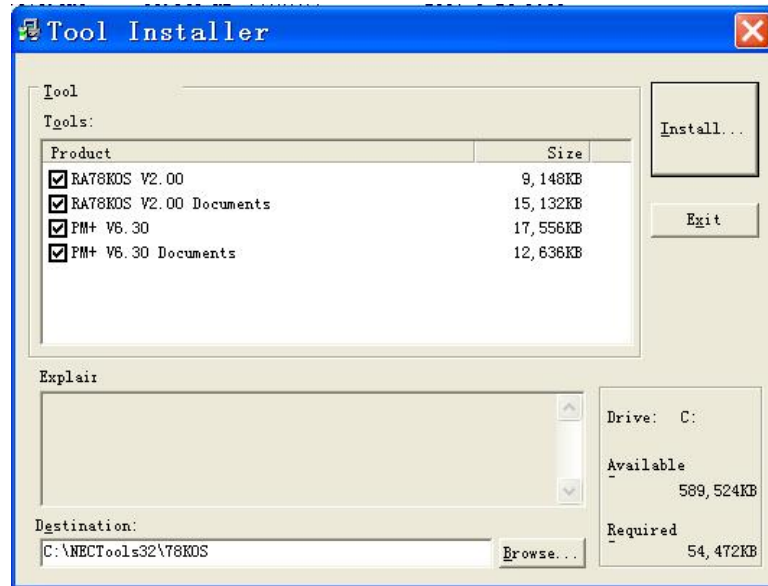 Tool Installer
Tool
Tools:
Product Size
RA78K0S V2.00 9,148KB
RA78K0S V2.00 Documents 15,132KB
PM+ V6.30 17,556KB
PM+ V6.30 Documents 12,636KB
Install...
Exit
Explair
Drive: C:
Available
589,524KB
Required
54,472KB
Destination:
C:\NECTools32\78K0S
Browse...